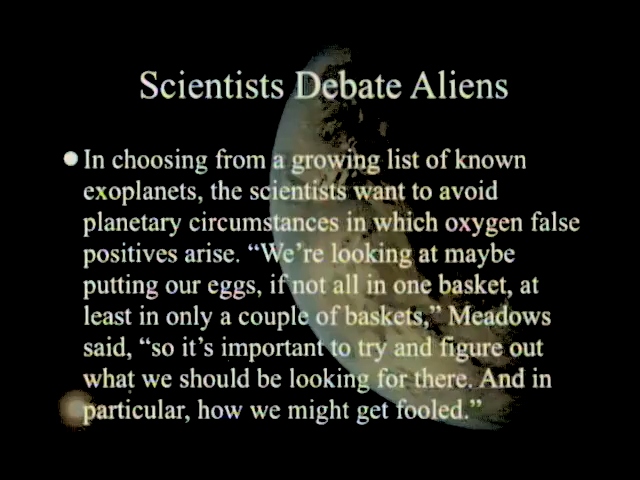 Scientists Debate Aliens
In choosing from a growing list of known
exoplanets, the scientists want to avoid
planetary circumstances in which oxygen false
positives arise. “We’re looking at maybe
putting our eggs, if not all in one basket, at
least in only a couple of baskets,” Meadows
said, “so it’s important to try and figure out
what we should be looking for there. And in
particular, how we might get fooled.”